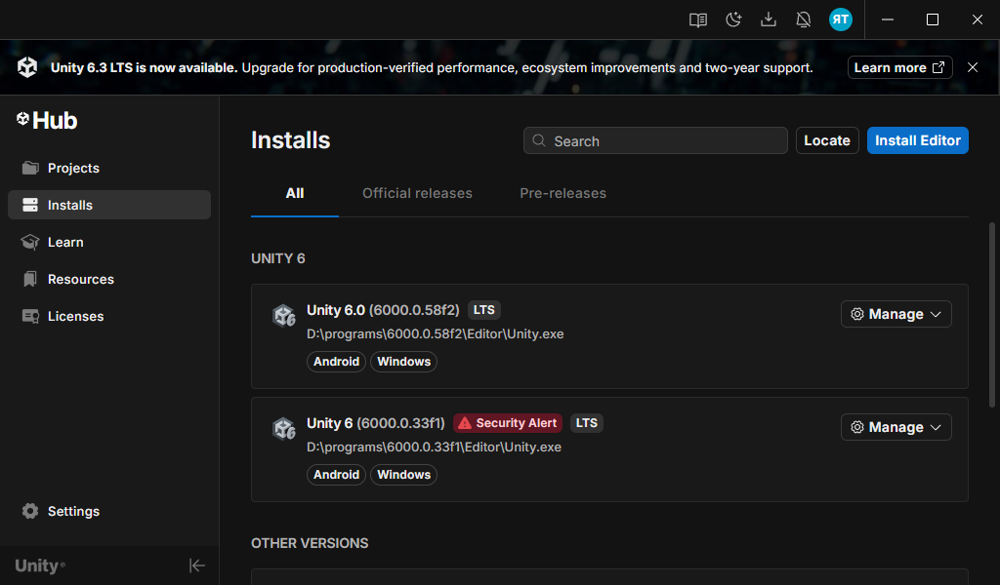 ЯТ
Unity 6.3 LTS is now available. Upgrade for production-verified performance, ecosystem improvements and two-year support.
Learn more
Hub
Projects
Installs
Learn
Resources
Licenses
Settings
Unity®
Installs
Search
Locate
Install Editor
All
Official releases
Pre-releases
UNITY 6
Unity 6.0 (6000.0.58f2) LTS
Manage
D:\programs\6000.0.58f2\Editor\Unity.exe
Android Windows
Unity 6 (6000.0.33f1) Security Alert LTS
Manage
D:\programs\6000.0.33f1\Editor\Unity.exe
Android Windows
OTHER VERSIONS